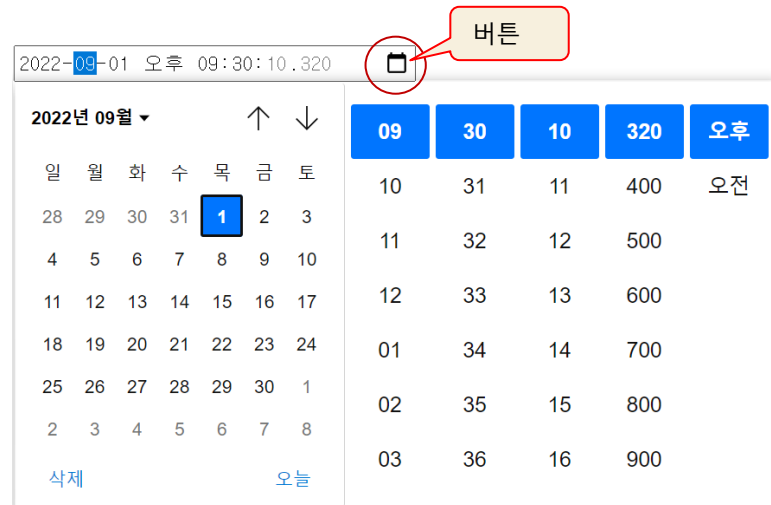 버튼
2022-09-01 오후 09:30:10.320
2022년 09월
일 월 화 수 목 금 토
28 29 30 31 1 2 3
4 5 6 7 8 9 10
11 12 13 14 15 16 17
18 19 20 21 22 23 24
25 26 27 28 29 30 1
2 3 4 5 6 7 8
삭제 오늘
09 30 10 320 오후
10 31 11 400 오전
11 32 12 500
12 33 13 600
01 34 14 700
02 35 15 800
03 36 16 900